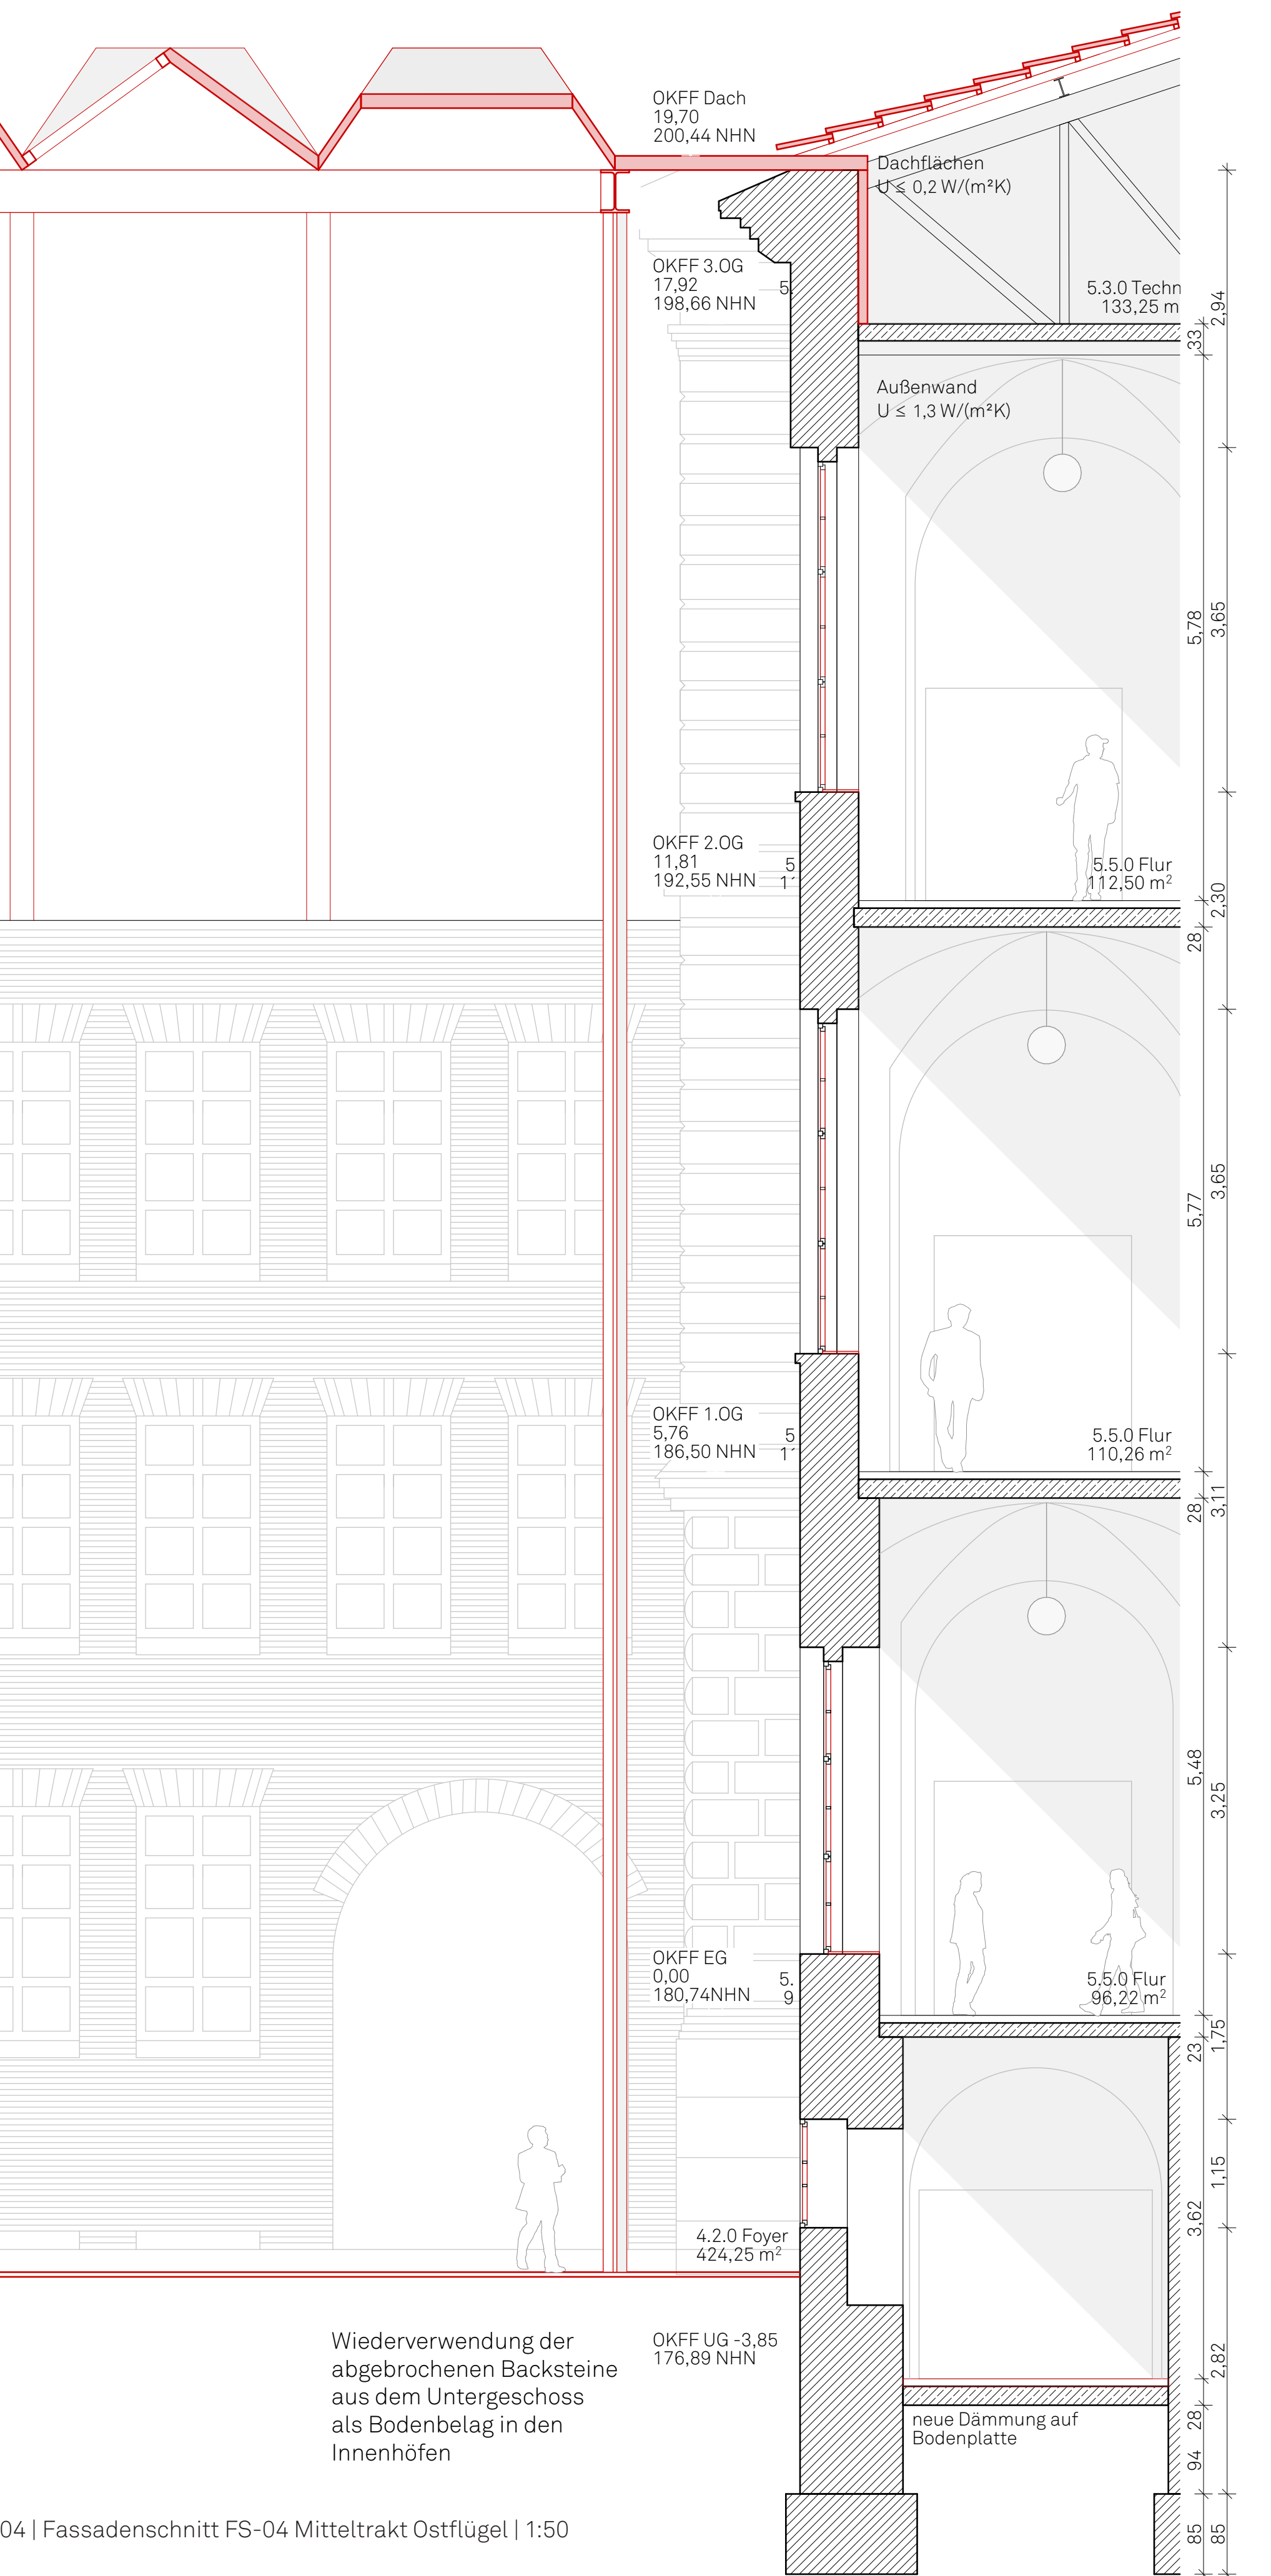 OKFF Dach
19,70
200,44 NHN
Dachflächen
U ≤ 0,2 W/(m²K)
OKFF 3.OG
17,92
198,66 NHN
5.
5.3.0 Techn
133,25 m
2,94
33
Außenwand
U ≤ 1,3 W/(m²K)
5,78
3,65
OKFF 2.OG
11,81
192,55 NHN
5
5.5.0 Flur
112,50 m²
2,30
28
5,77
3,65
OKFF 1.OG
5,76
186,50 NHN
5
5.5.0 Flur
110,26 m²
28
3,11
5,48
3,25
OKFF EG
0,00
180,74NHN
5.
9
5.5.0 Flur
96,22 m²
23
1,75
1,15
3,62
4.2.0 Foyer
424,25 m²
OKFF UG -3,85
176,89 NHN
2,82
Wiederverwendung der
abgebrochenen Backsteine
aus dem Untergeschoss
als Bodenbelag in den
Innenhöfen
neue Dämmung auf
Bodenplatte
28
94
85
85
04 | Fassadenschnitt FS-04 Mitteltrakt Ostflügel | 1:50